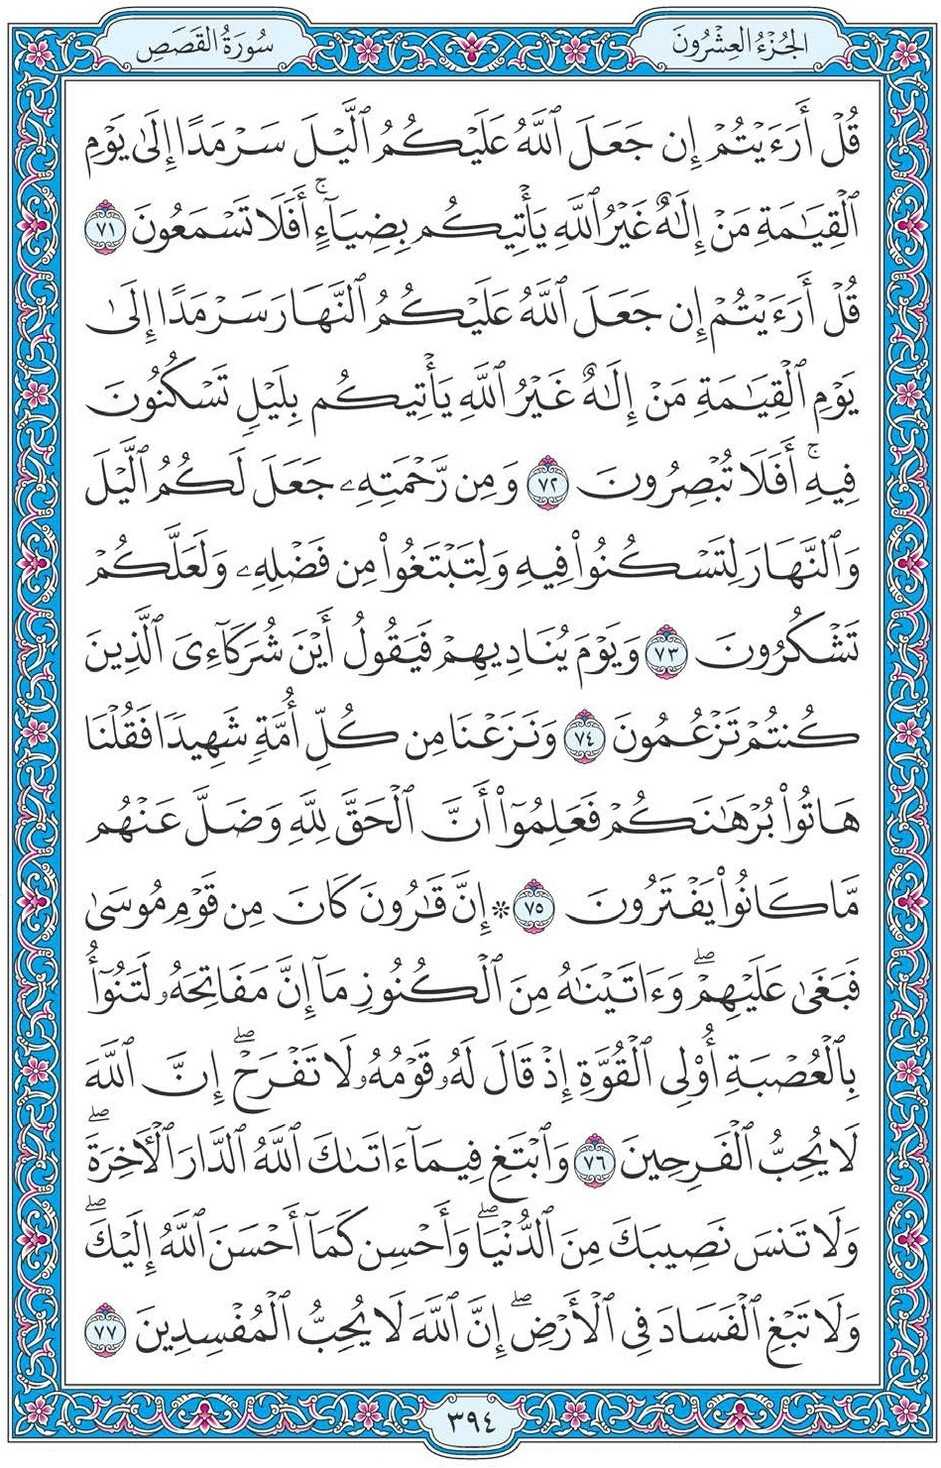 الجُزْءُ العِشْرُونَ
سُورَةُ القَصَصِ
قُلْ أَرَءَيْتُمْ إِن جَعَلَ ٱللَّهُ عَلَيْكُمُ ٱلَّيْلَ سَرْمَدًا إِلَىٰ يَوْمِ
ٱلْقِيَـٰمَةِ مَنْ إِلَـٰهٌ غَيْرُ ٱللَّهِ يَأْتِيكُم بِضِيَآءٍ ۚ أَفَلَا تَسْمَعُونَ ٧١
قُلْ أَرَءَيْتُمْ إِن جَعَلَ ٱللَّهُ عَلَيْكُمُ ٱلنَّهَارَ سَرْمَدًا إِلَىٰ
يَوْمِ ٱلْقِيَـٰمَةِ مَنْ إِلَـٰهٌ غَيْرُ ٱللَّهِ يَأْتِيكُم بِلَيْلٍ تَسْكُنُونَ
فِيهِ ۚ أَفَلَا تُبْصِرُونَ ٧٢ وَمِن رَّحْمَتِهِۦ جَعَلَ لَكُمُ ٱلَّيْلَ
وَٱلنَّهَارَ لِتَسْكُنُوا۟ فِيهِ وَلِتَبْتَغُوا۟ مِن فَضْلِهِۦ وَلَعَلَّكُمْ
تَشْكُرُونَ ٧٣ وَيَوْمَ يُنَادِيهِمْ فَيَقُولُ أَيْنَ شُرَكَآءِىَ ٱلَّذِينَ
كُنتُمْ تَزْعُمُونَ ٧٤ وَنَزَعْنَا مِن كُلِّ أُمَّةٍ شَهِيدًا فَقُلْنَا
هَاتُوا۟ بُرْهَـٰنَكُمْ فَعَلِمُوٓا۟ أَنَّ ٱلْحَقَّ لِلَّهِ وَضَلَّ عَنْهُم
مَّا كَانُوا۟ يَفْتَرُونَ ٧٥ ۞ إِنَّ قَـٰرُونَ كَانَ مِن قَوْمِ مُوسَىٰ
فَبَغَىٰ عَلَيْهِمْ ۖ وَءَاتَيْنَـٰهُ مِنَ ٱلْكُنُوزِ مَآ إِنَّ مَفَاتِحَهُۥ لَتَنُوٓأُ
بِٱلْعُصْبَةِ أُو۟لِى ٱلْقُوَّةِ إِذْ قَالَ لَهُۥ قَوْمُهُۥ لَا تَفْرَحْ ۖ إِنَّ ٱللَّهَ
لَا يُحِبُّ ٱلْفَرِحِينَ ٧٦ وَٱبْتَغِ فِيمَآ ءَاتَىٰكَ ٱللَّهُ ٱلدَّارَ ٱلْـَٔاخِرَةَ ۖ
وَلَا تَنسَ نَصِيبَكَ مِنَ ٱلدُّنْيَا ۖ وَأَحْسِن كَمَآ أَحْسَنَ ٱللَّهُ إِلَيْكَ ۖ
وَلَا تَبْغِ ٱلْفَسَادَ فِى ٱلْأَرْضِ ۖ إِنَّ ٱللَّهَ لَا يُحِبُّ ٱلْمُفْسِدِينَ ٧٧
٣٩٤